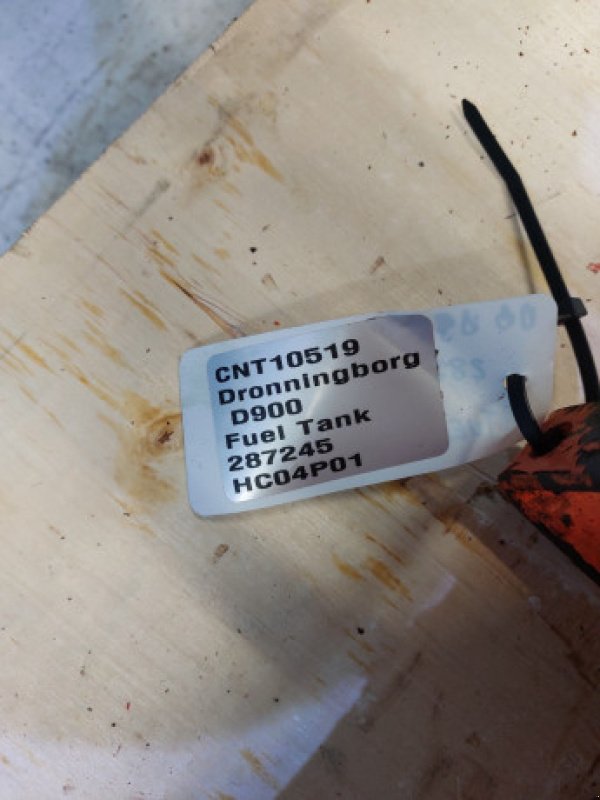 CNT10519
Dronningborg
D900
Fuel Tank
287245
HC04P01